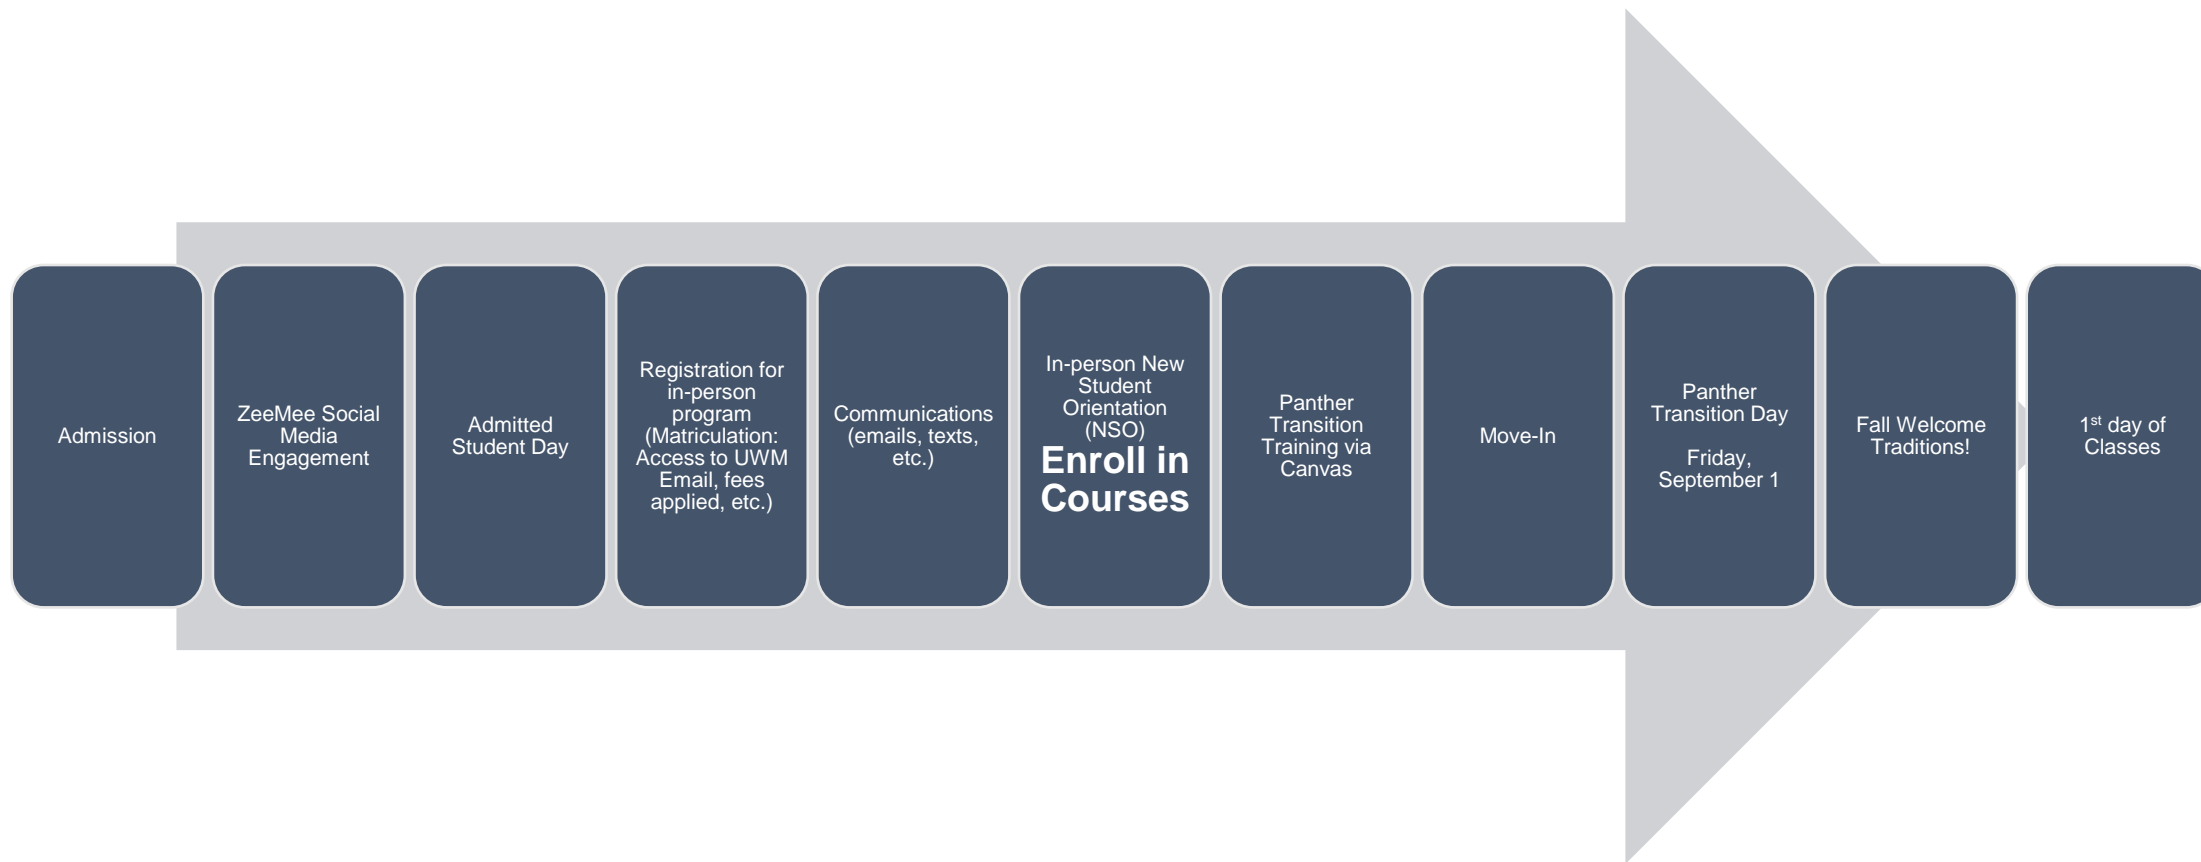 Admission
ZeeMee Social
Media
Engagement
Admitted
Student Day
Registration for
in-person
program
(Matriculation:
Access to UWM
Email, fees
applied, etc.)
Communications
(emails, texts,
etc.)
In-person New
Student
Orientation
(NSO)
Enroll in
Courses
Panther
Transition
Training via
Canvas
Move-In
Panther
Transition Day
Friday,
September 1
Fall Welcome
Traditions!
1st day of
Classes